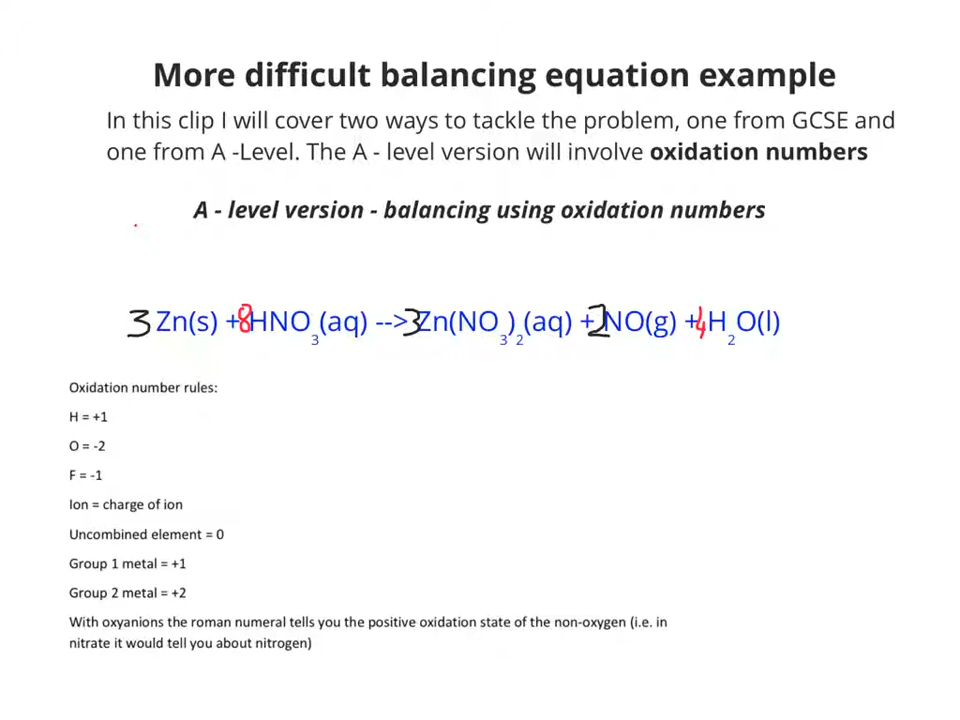 More difficult balancing equation example
In this clip I will cover two ways to tackle the problem, one from GCSE and
one from A -Level. The A - level version will involve oxidation numbers
A - level version - balancing using oxidation numbers
3 Zn(s) + 8HNO3(aq) --> 3Zn(NO3)2(aq) + 2NO(g) + 4H2O(l)
Oxidation number rules:
H = +1
O = -2
F = -1
Ion = charge of ion
Uncombined element = 0
Group 1 metal = +1
Group 2 metal = +2
With oxyanions the roman numeral tells you the positive oxidation state of the non-oxygen (i.e. in
nitrate it would tell you about nitrogen)